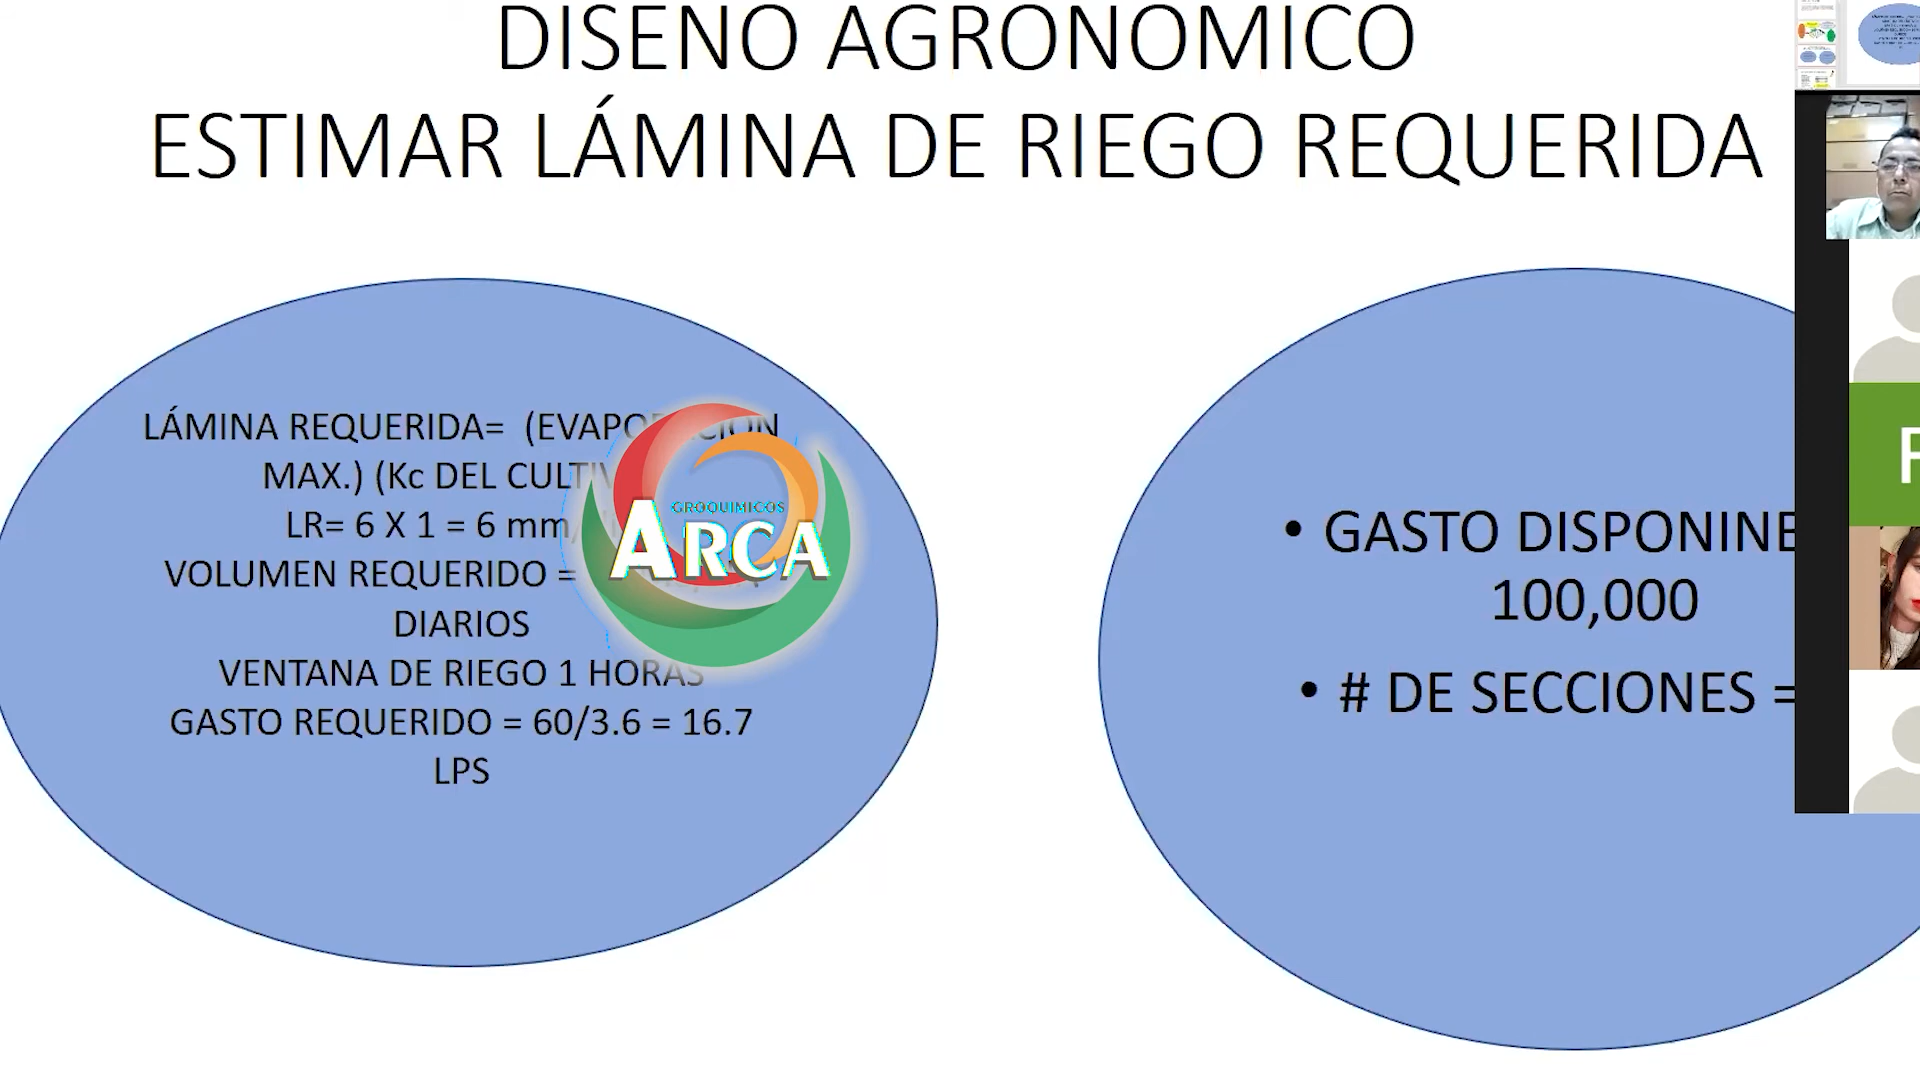 DISENO AGRONOMICO
ESTIMAR LÁMINA DE RIEGO REQUERIDA
LÁMINA REQUERIDA= (EVAPORACION
MAX.) (Kc DEL CULTIV
LR= 6 X 1 = 6 mm/
VOLUMEN REQUERIDO =
DIARIOS
VENTANA DE RIEGO 1 HORAS
GASTO REQUERIDO = 60/3.6 = 16.7
LPS
GROQUIMICOS
ARCA
• GASTO DISPONINE
100,000
• # DE SECCIONES =